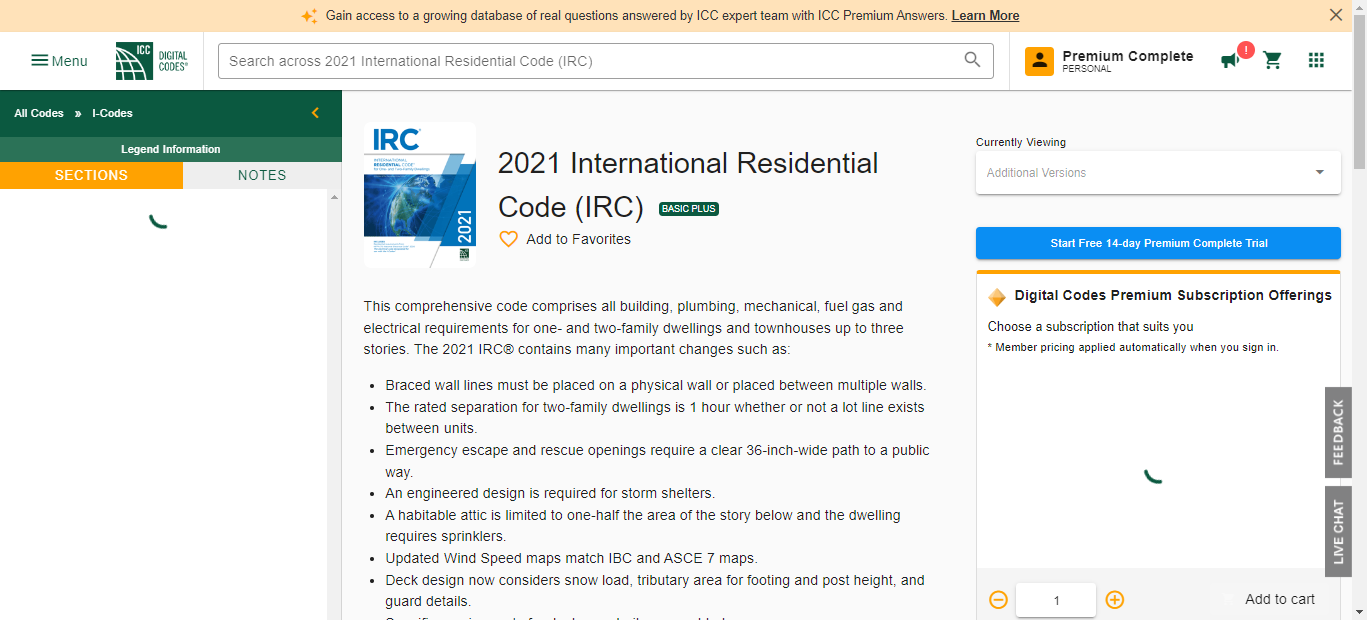 Gain access to a growing database of real questions answered by ICC expert team with ICC Premium Answers. Learn More
Menu
ICC
DIGITAL
CODES®
Search across 2021 International Residential Code (IRC)
Premium Complete
PERSONAL
!
All Codes » I-Codes
Legend Information
SECTIONS
NOTES
IRC®
INTERNATIONAL
RESIDENTIAL CODE®
2021
2021 International Residential
Code (IRC) BASIC PLUS
Add to Favorites
This comprehensive code comprises all building, plumbing, mechanical, fuel gas and
electrical requirements for one- and two-family dwellings and townhouses up to three
stories. The 2021 IRC® contains many important changes such as:
• Braced wall lines must be placed on a physical wall or placed between multiple walls.
• The rated separation for two-family dwellings is 1 hour whether or not a lot line exists
between units.
• Emergency escape and rescue openings require a clear 36-inch-wide path to a public
way.
• An engineered design is required for storm shelters.
• A habitable attic is limited to one-half the area of the story below and the dwelling
requires sprinklers.
• Updated Wind Speed maps match IBC and ASCE 7 maps.
• Deck design now considers snow load, tributary area for footing and post height, and
guard details.
Currently Viewing
Additional Versions
Start Free 14-day Premium Complete Trial
Digital Codes Premium Subscription Offerings
Choose a subscription that suits you
* Member pricing applied automatically when you sign in.
1
Add to cart
FEEDBACK
LIVE CHAT